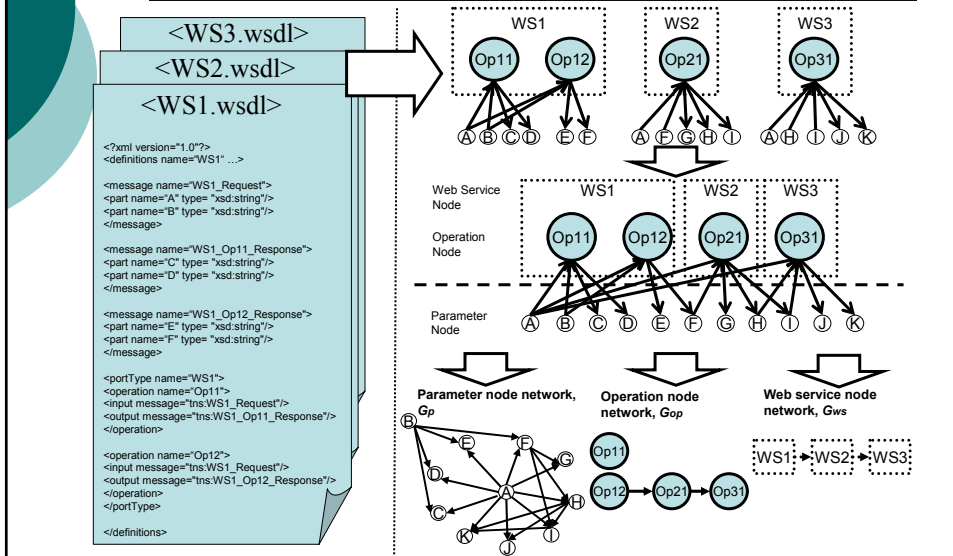 <WS3.wsdl>
<WS2.wsdl>
<WS1.wsdl>
<?xml version="1.0"?>
<definitions name="WS1“ …>
<message name="WS1_Request">
<part name="A" type= "xsd:string"/>
<part name="B" type= "xsd:string"/>
</message>
<message name="WS1_Op11_Response">
<part name="C" type= "xsd:string"/>
<part name="D" type= "xsd:string"/>
</message>
<message name="WS1_Op12_Response">
<part name="E" type= "xsd:string"/>
<part name="F" type= "xsd:string"/>
</message>
<portType name="WS1">
<operation name="Op11">
<input message="tns:WS1_Request"/>
<output message="tns:WS1_Op11_Response"/>
</operation>
<operation name="Op12">
<input message="tns:WS1_Request"/>
<output message="tns:WS1_Op12_Response"/>
</operation>
</portType>
</definitions>
WS1 WS2 WS3
Op11 Op12 Op21 Op31
A B C D E F A F G H I A H I J K
Web Service
Node
WS1 WS2 WS3
Operation
Node
Op11 Op12 Op21 Op31
Parameter
Node
A B C D E F G H I J K
Parameter node network,
Gp
B
E
F
G
D
A
H
C
K
I
J
Operation node
network, Gop
Op11
Op12 Op21 Op31
Web service node
network, Gws
WS1 WS2 WS3